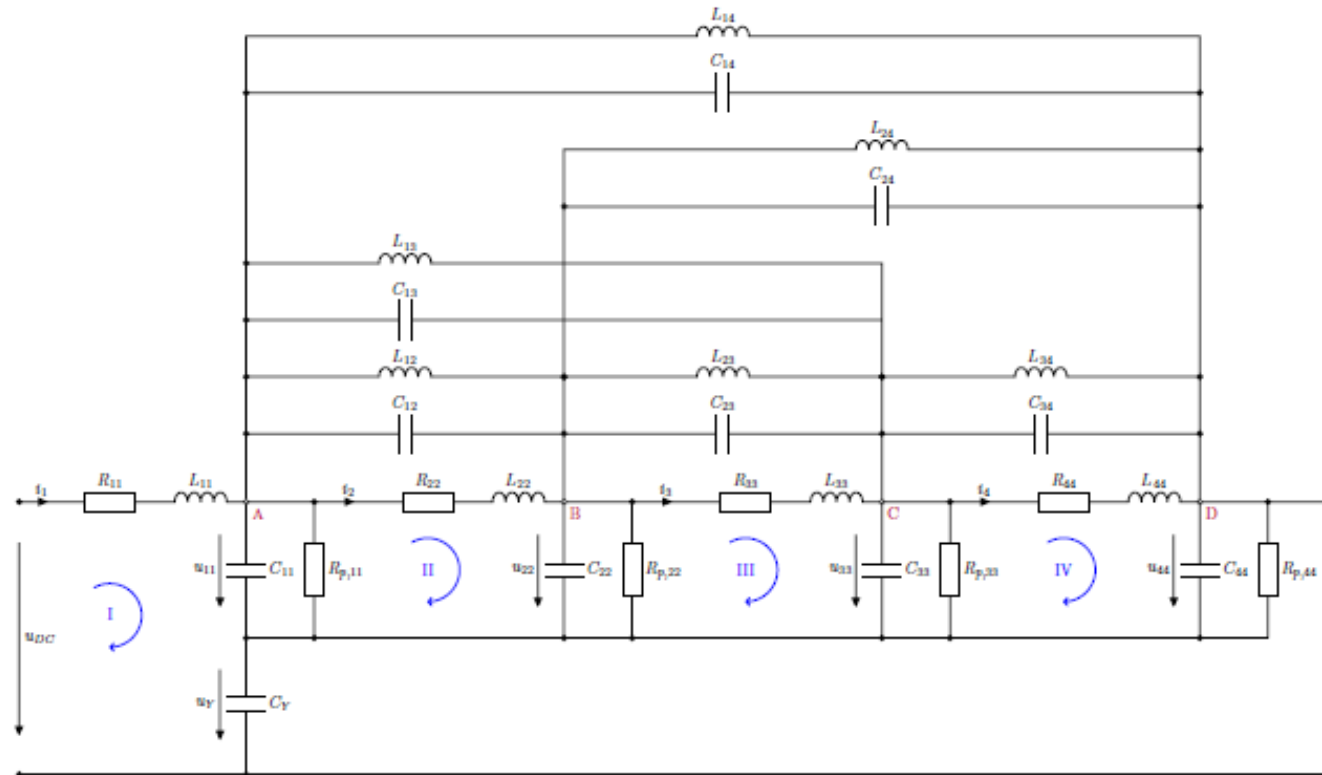 L₁₄
C₁₄
L₂₄
C₂₄
L₁₃
C₁₃
L₁₂ L₂₃ L₃₄
C₁₂ C₂₃ C₃₄
i₁ R₁₁ L₁₁ i₂ R₂₂ L₂₂ i₃ R₃₃ L₃₃ i₄ R₄₄ L₄₄
A B C D
u₁₁ C₁₁ Rp,11 II u₂₂ C₂₂ Rp,22 III u₃₃ C₃₃ Rp,33 IV u₄₄ C₄₄ Rp,44
I
uDC
uY CY